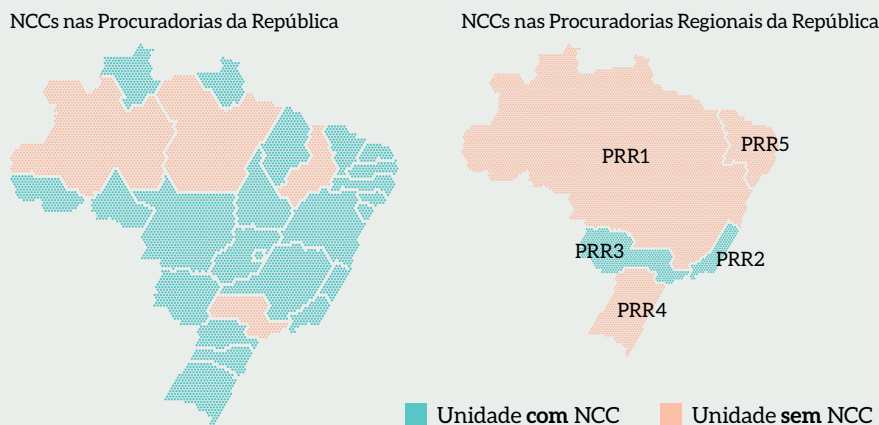 NCCs nas Procuradorias da República
NCCs nas Procuradorias Regionais da República
PRR1
PRR5
PRR3
PRR2
PRR4
Unidade com NCC
Unidade sem NCC